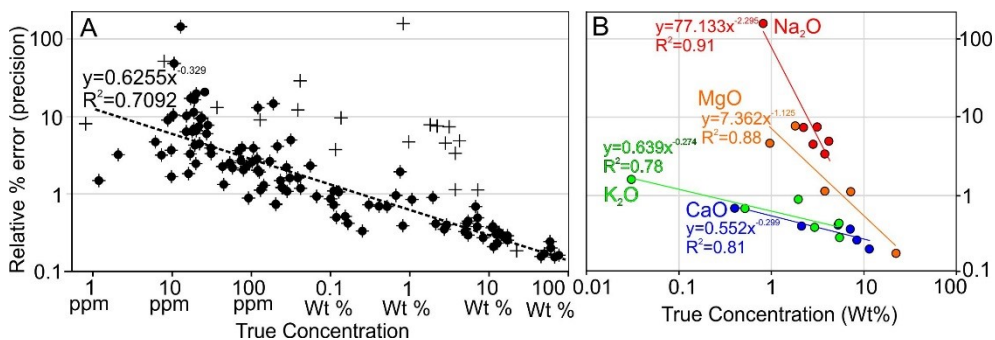 A
100
10
1
0.1
Relative % error (precision)
y=0.6255x^-0.329
R²=0.7092
1
ppm
10
ppm
100
ppm
0.1
Wt %
1
Wt %
10
Wt %
100
Wt %
True Concentration
B
y=77.133x^-2.295
R²=0.91
Na₂O
MgO
y=7.362x^-1.125
R²=0.88
y=0.639x^-0.274
R²=0.78
K₂O
CaO
y=0.552x^-0.299
R²=0.81
100
10
1
0.1
0.01
0.1
1
10
100
True Concentration (Wt%)